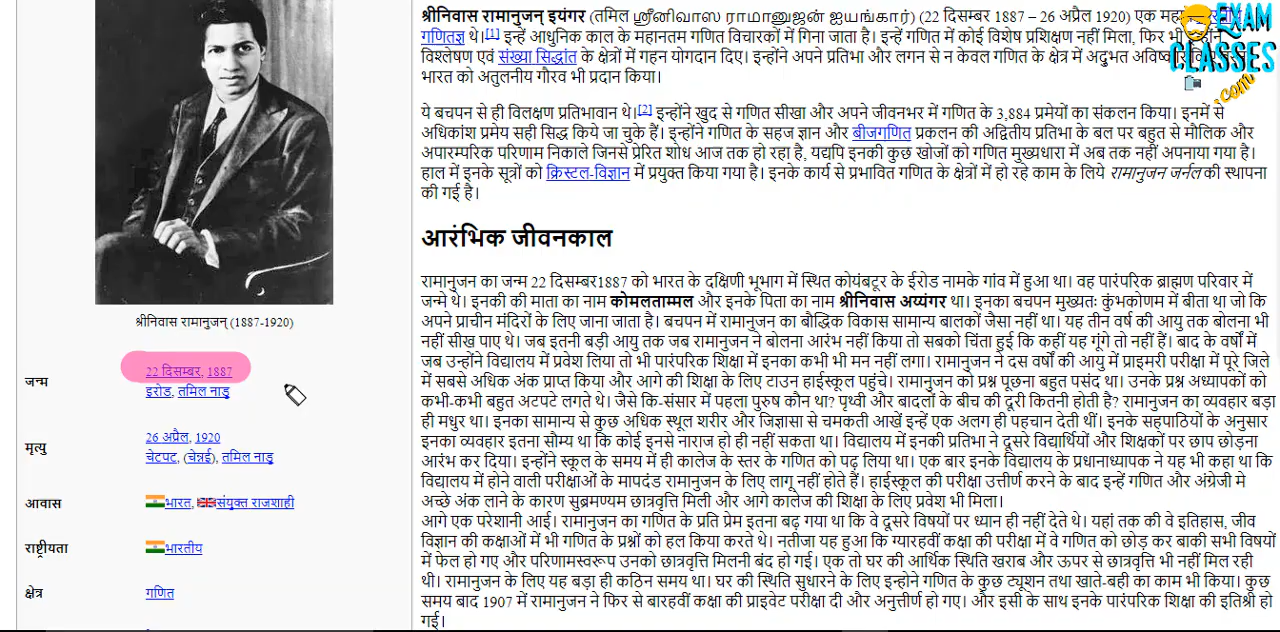 श्रीनिवास रामानुजन् (1887-1920)
जन्म
22 दिसम्बर, 1887
इरोड, तमिल नाडु
मृत्यु
26 अप्रैल, 1920
चेटपट, (चेन्नई), तमिल नाडु
आवास
भारत, संयुक्त राजशाही
राष्ट्रीयता
भारतीय
क्षेत्र
गणित
श्रीनिवास रामानुजन् इयंगर (तमिल ஸ்ரீனிவாஸ ராமானுஜன் ஐயங்கார்) (22 दिसम्बर 1887 – 26 अप्रैल 1920) एक
गणितज्ञ थे।[1] इन्हें आधुनिक काल के महानतम गणित विचारकों में गिना जाता है। इन्हें गणित में कोई विशेष प्रशिक्षण नहीं मिला, फिर भी
विश्लेषण एवं संख्या सिद्धांत के क्षेत्रों में गहन योगदान दिए। इन्होंने अपने प्रतिभा और लगन से न केवल गणित के क्षेत्र में अद्भुत
भारत को अतुलनीय गौरव भी प्रदान किया।
ये बचपन से ही विलक्षण प्रतिभावान थे।[2] इन्होंने खुद से गणित सीखा और अपने जीवनभर में गणित के 3,884 प्रमेयों का संकलन किया। इनमें से
अधिकांश प्रमेय सही सिद्ध किये जा चुके हैं। इन्होंने गणित के सहज ज्ञान और बीजगणित प्रकलन की अद्वितीय प्रतिभा के बल पर बहुत से मौलिक और
अपारम्परिक परिणाम निकाले जिनसे प्रेरित शोध आज तक हो रहा है, यद्यपि इनकी कुछ खोजों को गणित मुख्यधारा में अब तक नहीं अपनाया गया है।
हाल में इनके सूत्रों को क्रिस्टल-विज्ञान में प्रयुक्त किया गया है। इनके कार्य से प्रभावित गणित के क्षेत्रों में हो रहे काम के लिये रामानुजन जर्नल की स्थापना
की गई है।
आरंभिक जीवनकाल
रामानुजन का जन्म 22 दिसम्बर1887 को भारत के दक्षिणी भूभाग में स्थित कोयंबटूर के ईरोड नामके गांव में हुआ था। वह पारंपरिक ब्राह्मण परिवार में
जन्मे थे। इनकी की माता का नाम कोमलताम्मल और इनके पिता का नाम श्रीनिवास अय्यंगर था। इनका बचपन मुख्यतः कुंभकोणम में बीता था जो कि
अपने प्राचीन मंदिरों के लिए जाना जाता है। बचपन में रामानुजन का बौद्धिक विकास सामान्य बालकों जैसा नहीं था। यह तीन वर्ष की आयु तक बोलना भी
नहीं सीख पाए थे। जब इतनी बड़ी आयु तक जब रामानुजन ने बोलना आरंभ नहीं किया तो सबको चिंता हुई कि कहीं यह गूंगे तो नहीं हैं। बाद के वर्षों में
जब उन्होंने विद्यालय में प्रवेश लिया तो भी पारंपरिक शिक्षा में इनका कभी भी मन नहीं लगा। रामानुजन ने दस वर्षों की आयु में प्राइमरी परीक्षा में पूरे जिले
में सबसे अधिक अंक प्राप्त किया और आगे की शिक्षा के लिए टाउन हाईस्कूल पहुंचे। रामानुजन को प्रश्न पूछना बहुत पसंद था। उनके प्रश्न अध्यापकों को
कभी-कभी बहुत अटपटे लगते थे। जैसे कि-संसार में पहला पुरुष कौन था? पृथ्वी और बादलों के बीच की दूरी कितनी होती है? रामानुजन का व्यवहार बड़ा
ही मधुर था। इनका सामान्य से कुछ अधिक स्थूल शरीर और जिज्ञासा से चमकती आखें इन्हें एक अलग ही पहचान देती थीं। इनके सहपाठियों के अनुसार
इनका व्यवहार इतना सौम्य था कि कोई इनसे नाराज हो ही नहीं सकता था। विद्यालय में इनकी प्रतिभा ने दूसरे विद्यार्थियों और शिक्षकों पर छाप छोड़ना
आरंभ कर दिया। इन्होंने स्कूल के समय में ही कालेज के स्तर के गणित को पढ़ लिया था। एक बार इनके विद्यालय के प्रधानाध्यापक ने यह भी कहा था कि
विद्यालय में होने वाली परीक्षाओं के मापदंड रामानुजन के लिए लागू नहीं होते हैं। हाईस्कूल की परीक्षा उत्तीर्ण करने के बाद इन्हें गणित और अंग्रेजी मे
अच्छे अंक लाने के कारण सुब्रमण्यम छात्रवृत्ति मिली और आगे कालेज की शिक्षा के लिए प्रवेश भी मिला।
आगे एक परेशानी आई। रामानुजन का गणित के प्रति प्रेम इतना बढ़ गया था कि वे दूसरे विषयों पर ध्यान ही नहीं देते थे। यहां तक की वे इतिहास, जीव
विज्ञान की कक्षाओं में भी गणित के प्रश्नों को हल किया करते थे। नतीजा यह हुआ कि ग्यारहवीं कक्षा की परीक्षा में वे गणित को छोड़ कर बाकी सभी विषयों
में फेल हो गए और परिणामस्वरूप उनको छात्रवृत्ति मिलनी बंद हो गई। एक तो घर की आर्थिक स्थिति खराब और ऊपर से छात्रवृत्ति भी नहीं मिल रही
थी। रामानुजन के लिए यह बड़ा ही कठिन समय था। घर की स्थिति सुधारने के लिए इन्होने गणित के कुछ ट्यूशन तथा खाते-बही का काम भी किया। कुछ
समय बाद 1907 में रामानुजन ने फिर से बारहवीं कक्षा की प्राइवेट परीक्षा दी और अनुत्तीर्ण हो गए। और इसी के साथ इनके पारंपरिक शिक्षा की इतिश्री हो
गई।
EXAM
CLASSES
.com